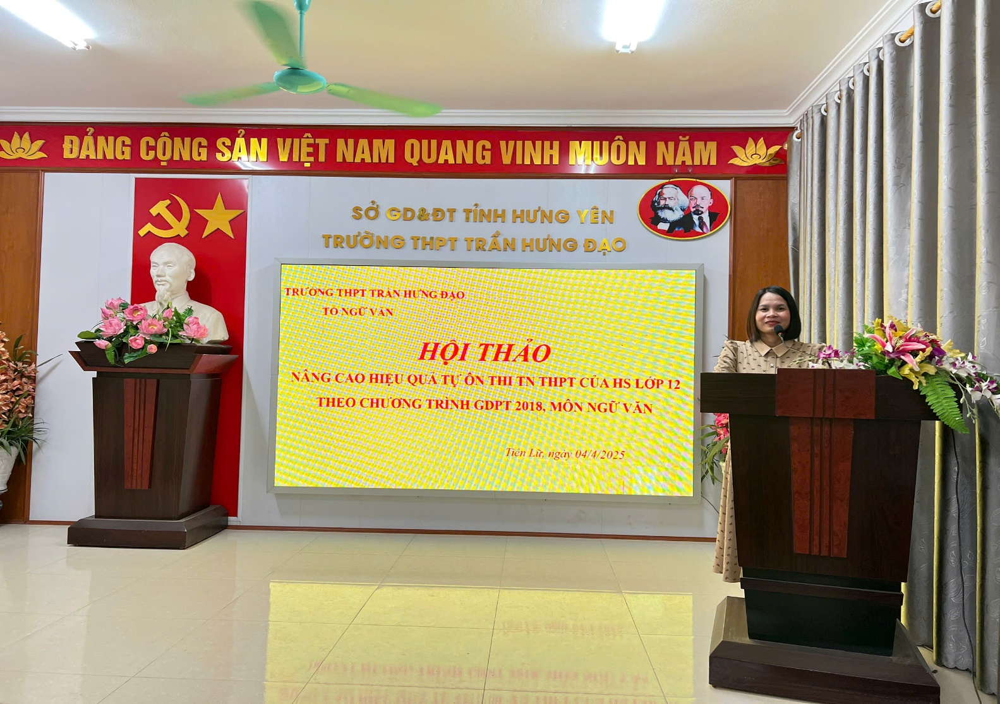 ĐẢNG CỘNG SẢN VIỆT NAM QUANG VINH MUÔN NĂM
SỞ GD&ĐT TỈNH HƯNG YÊN
TRƯỜNG THPT TRẦN HƯNG ĐẠO
TRƯỜNG THPT TRẦN HƯNG ĐẠO
TỔ NGỮ VĂN
HỘI THẢO
NÂNG CAO HIỆU QUẢ TỰ ÔN THI TN THPT CỦA HS LỚP 12
THEO CHƯƠNG TRÌNH GDPT 2018, MÔN NGỮ VĂN
Tiên Lữ, ngày 04/4/2025